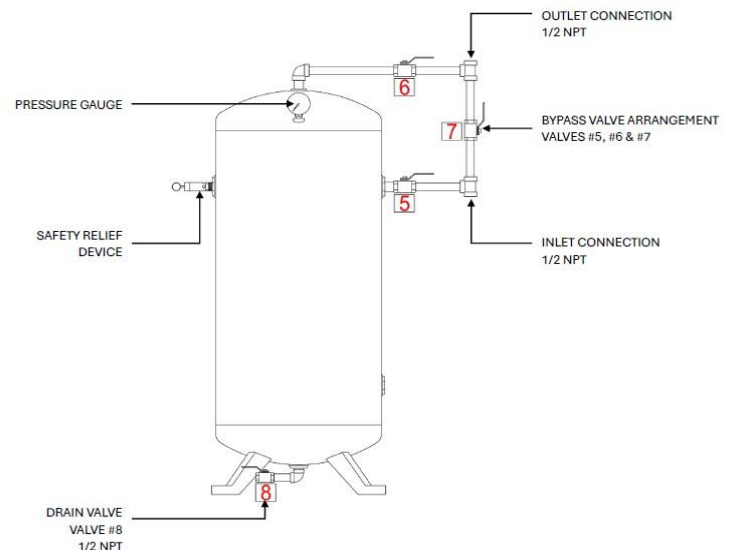 OUTLET CONNECTION
1/2 NPT
6
PRESSURE GAUGE
7
BYPASS VALVE ARRANGEMENT
VALVES #5, #6 & #7
5
SAFETY RELIEF
DEVICE
INLET CONNECTION
1/2 NPT
8
DRAIN VALVE
VALVE #8
1/2 NPT